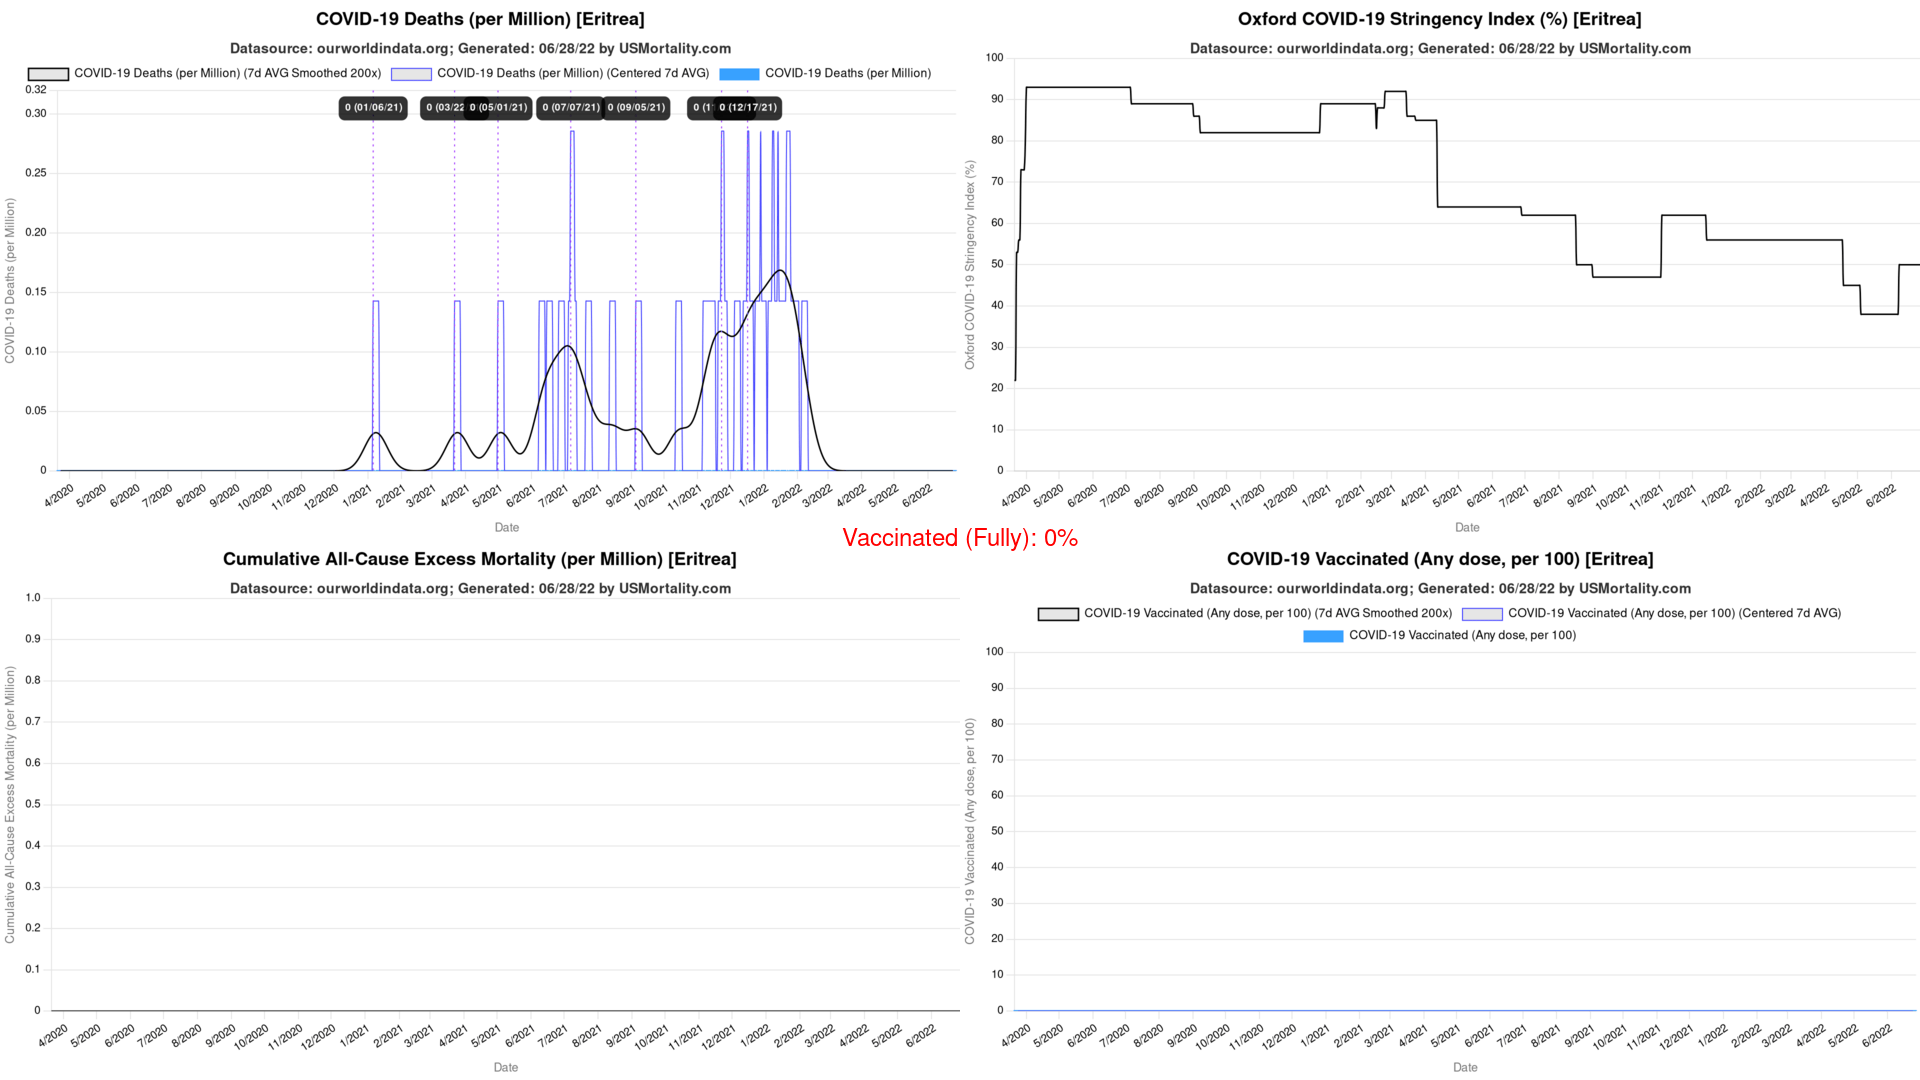 COVID-19 Deaths (per Million) [Eritrea]
Datasource: ourworldindata.org; Generated: 06/28/22 by USMortality.com
COVID-19 Deaths (per Million) (7d AVG Smoothed 200x) COVID-19 Deaths (per Million) (Centered 7d AVG) COVID-19 Deaths (per Million)
0 (01/06/21) 0 (03/22 0 (05/01/21) 0 (07/07/21) 0 (09/05/21) 0 (1 0 (12/17/21)
COVID-19 Deaths (per Million)
0.32
0.30
0.25
0.20
0.15
0.10
0.05
0
4/2020 5/2020 6/2020 7/2020 8/2020 9/2020 10/2020 11/2020 12/2020 1/2021 2/2021 3/2021 4/2021 5/2021 6/2021 7/2021 8/2021 9/2021 10/2021 11/2021 12/2021 1/2022 2/2022 3/2022 4/2022 5/2022 6/2022
Date
Oxford COVID-19 Stringency Index (%) [Eritrea]
Datasource: ourworldindata.org; Generated: 06/28/22 by USMortality.com
Oxford COVID-19 Stringency Index (%)
100
90
80
70
60
50
40
30
20
10
0
4/2020 5/2020 6/2020 7/2020 8/2020 9/2020 10/2020 11/2020 12/2020 1/2021 2/2021 3/2021 4/2021 5/2021 6/2021 7/2021 8/2021 9/2021 10/2021 11/2021 12/2021 1/2022 2/2022 3/2022 4/2022 5/2022 6/2022
Date
Vaccinated (Fully): 0%
Cumulative All-Cause Excess Mortality (per Million) [Eritrea]
Datasource: ourworldindata.org; Generated: 06/28/22 by USMortality.com
Cumulative All-Cause Excess Mortality (per Million)
1.0
0.9
0.8
0.7
0.6
0.5
0.4
0.3
0.2
0.1
0
4/2020 5/2020 6/2020 7/2020 8/2020 9/2020 10/2020 11/2020 12/2020 1/2021 2/2021 3/2021 4/2021 5/2021 6/2021 7/2021 8/2021 9/2021 10/2021 11/2021 12/2021 1/2022 2/2022 3/2022 4/2022 5/2022 6/2022
Date
COVID-19 Vaccinated (Any dose, per 100) [Eritrea]
Datasource: ourworldindata.org; Generated: 06/28/22 by USMortality.com
COVID-19 Vaccinated (Any dose, per 100) (7d AVG Smoothed 200x) COVID-19 Vaccinated (Any dose, per 100) (Centered 7d AVG)
COVID-19 Vaccinated (Any dose, per 100)
COVID-19 Vaccinated (Any dose, per 100)
100
90
80
70
60
50
40
30
20
10
0
4/2020 5/2020 6/2020 7/2020 8/2020 9/2020 10/2020 11/2020 12/2020 1/2021 2/2021 3/2021 4/2021 5/2021 6/2021 7/2021 8/2021 9/2021 10/2021 11/2021 12/2021 1/2022 2/2022 3/2022 4/2022 5/2022 6/2022
Date